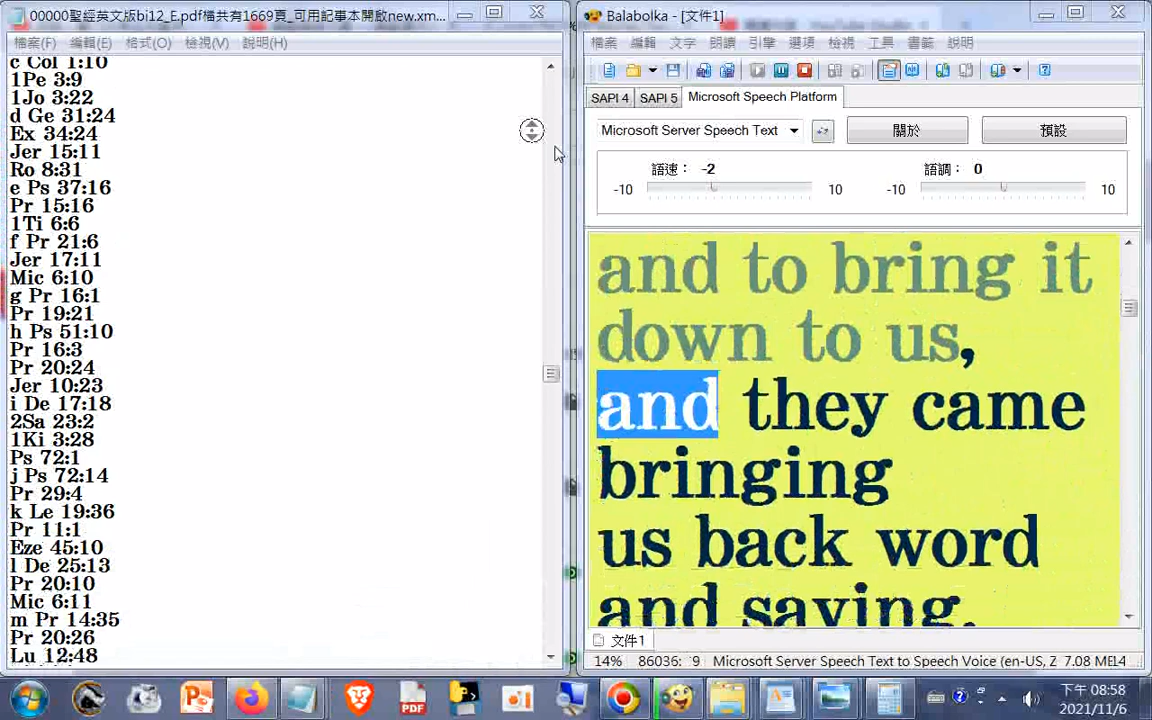 00000聖經英文版bi12_E.pdf檔共有1669頁_可用記事本開啟new.xm...
檔案(F) 編輯(E) 格式(O) 檢視(V) 說明(H)
c Col 1:10
1Pe 3:9
1Jo 3:22
d Ge 31:24
Ex 34:24
Jer 15:11
Ro 8:31
e Ps 37:16
Pr 15:16
1Ti 6:6
f Pr 21:6
Jer 17:11
Mic 6:10
g Pr 16:1
Pr 19:21
h Ps 51:10
Pr 16:3
Pr 20:24
Jer 10:23
i De 17:18
2Sa 23:2
1Ki 3:28
Ps 72:1
j Ps 72:14
Pr 29:4
k Le 19:36
Pr 11:1
Eze 45:10
l De 25:13
Pr 20:10
Mic 6:11
m Pr 14:35
Pr 20:26
Lu 12:48
Balabolka - [文件1]
檔案 編輯 文字 朗讀 引擎 選項 檢視 工具 書籤 說明
SAPI 4 SAPI 5 Microsoft Speech Platform
Microsoft Server Speech Text 關於 預設
語速： -2 語調： 0
-10 10 -10 10
and to bring it
down to us,
and they came
bringing
us back word
and saying,
文件1
14% 86036: 9 Microsoft Server Speech Text to Speech Voice (en-US, Z 7.08 ME14
PDF
下午 08:58
2021/11/6